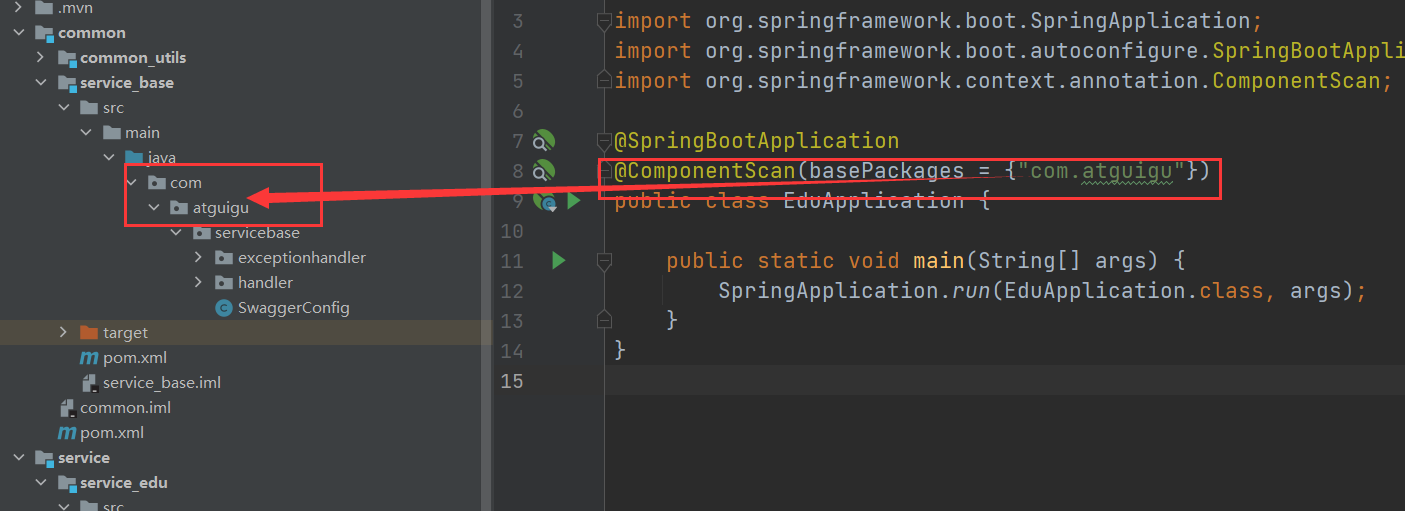 .mvn
common
common_utils
service_base
src
main
java
com
atguigu
servicebase
exceptionhandler
handler
SwaggerConfig
target
pom.xml
service_base.iml
common.iml
pom.xml
service
service_edu
src
3 import org.springframework.boot.SpringApplication;
4 import org.springframework.boot.autoconfigure.SpringBootAppli
5 import org.springframework.context.annotation.ComponentScan;
6
7 @SpringBootApplication
8 @ComponentScan(basePackages = {"com.atguigu"})
9 public class EduApplication {
10
11 public static void main(String[] args) {
12 SpringApplication.run(EduApplication.class, args);
13 }
14 }
15